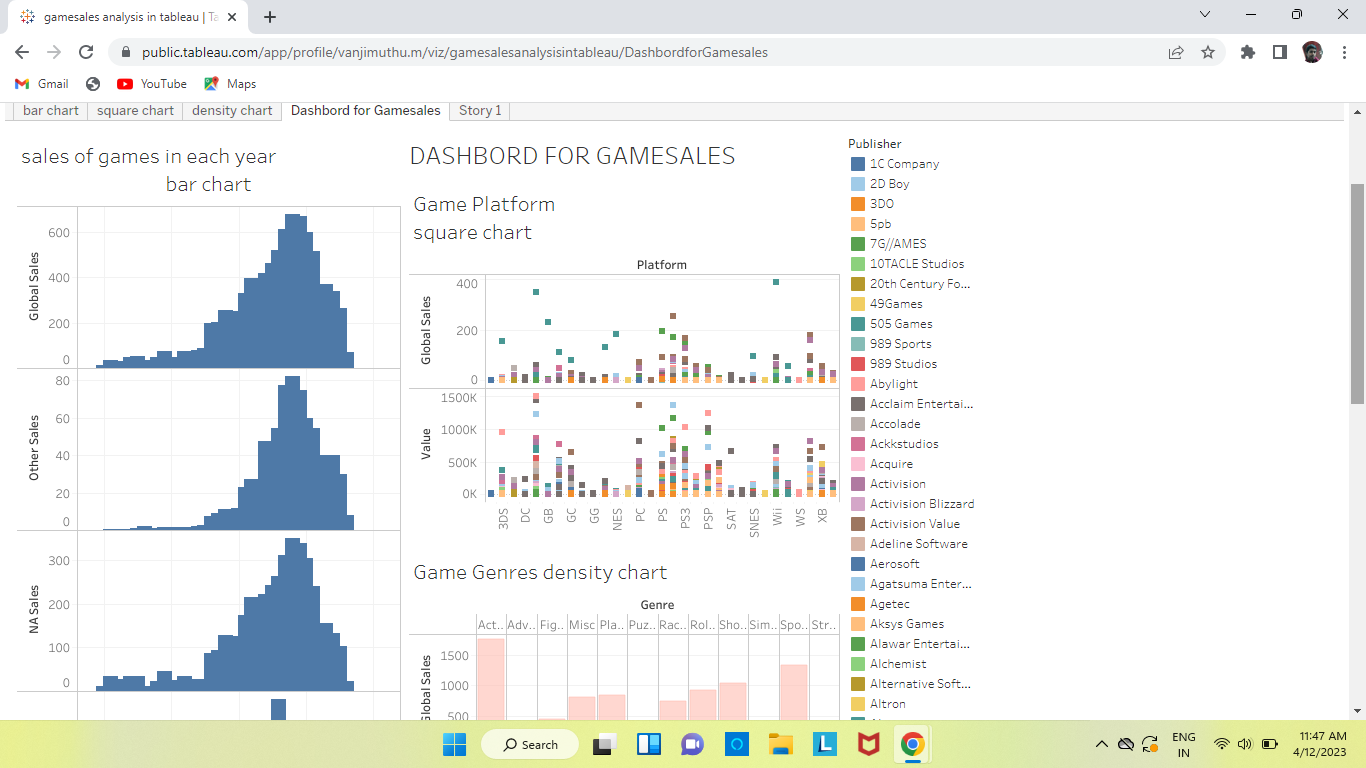 gamesales analysis in tableau | Ta
public.tableau.com/app/profile/vanjimuthu.m/viz/gamesalesanalysisintableau/DashbordforGamesales
Gmail
YouTube
Maps
bar chart
square chart
density chart
Dashbord for Gamesales
Story 1
sales of games in each year
bar chart
Global Sales
600
400
200
0
Other Sales
80
60
40
20
0
NA Sales
300
200
100
0
DASHBORD FOR GAMESALES
Game Platform
square chart
Platform
Global Sales
400
200
0
Value
1500K
1000K
500K
0K
3DS
DC
GB
GC
GG
NES
PC
PS
PS3
PSP
SAT
SNES
Wii
WS
XB
Game Genres density chart
Genre
Act..
Adv..
Fig..
Misc
Pla..
Puz..
Rac..
Rol..
Sho..
Sim..
Spo..
Str..
Global Sales
1500
1000
500
Publisher
1C Company
2D Boy
3DO
5pb
7G//AMES
10TACLE Studios
20th Century Fo...
49Games
505 Games
989 Sports
989 Studios
Abylight
Acclaim Entertai...
Accolade
Ackkstudios
Acquire
Activision
Activision Blizzard
Activision Value
Adeline Software
Aerosoft
Agatsuma Enter...
Agetec
Aksys Games
Alawar Entertai...
Alchemist
Alternative Soft...
Altron
Search
ENG
IN
11:47 AM
4/12/2023